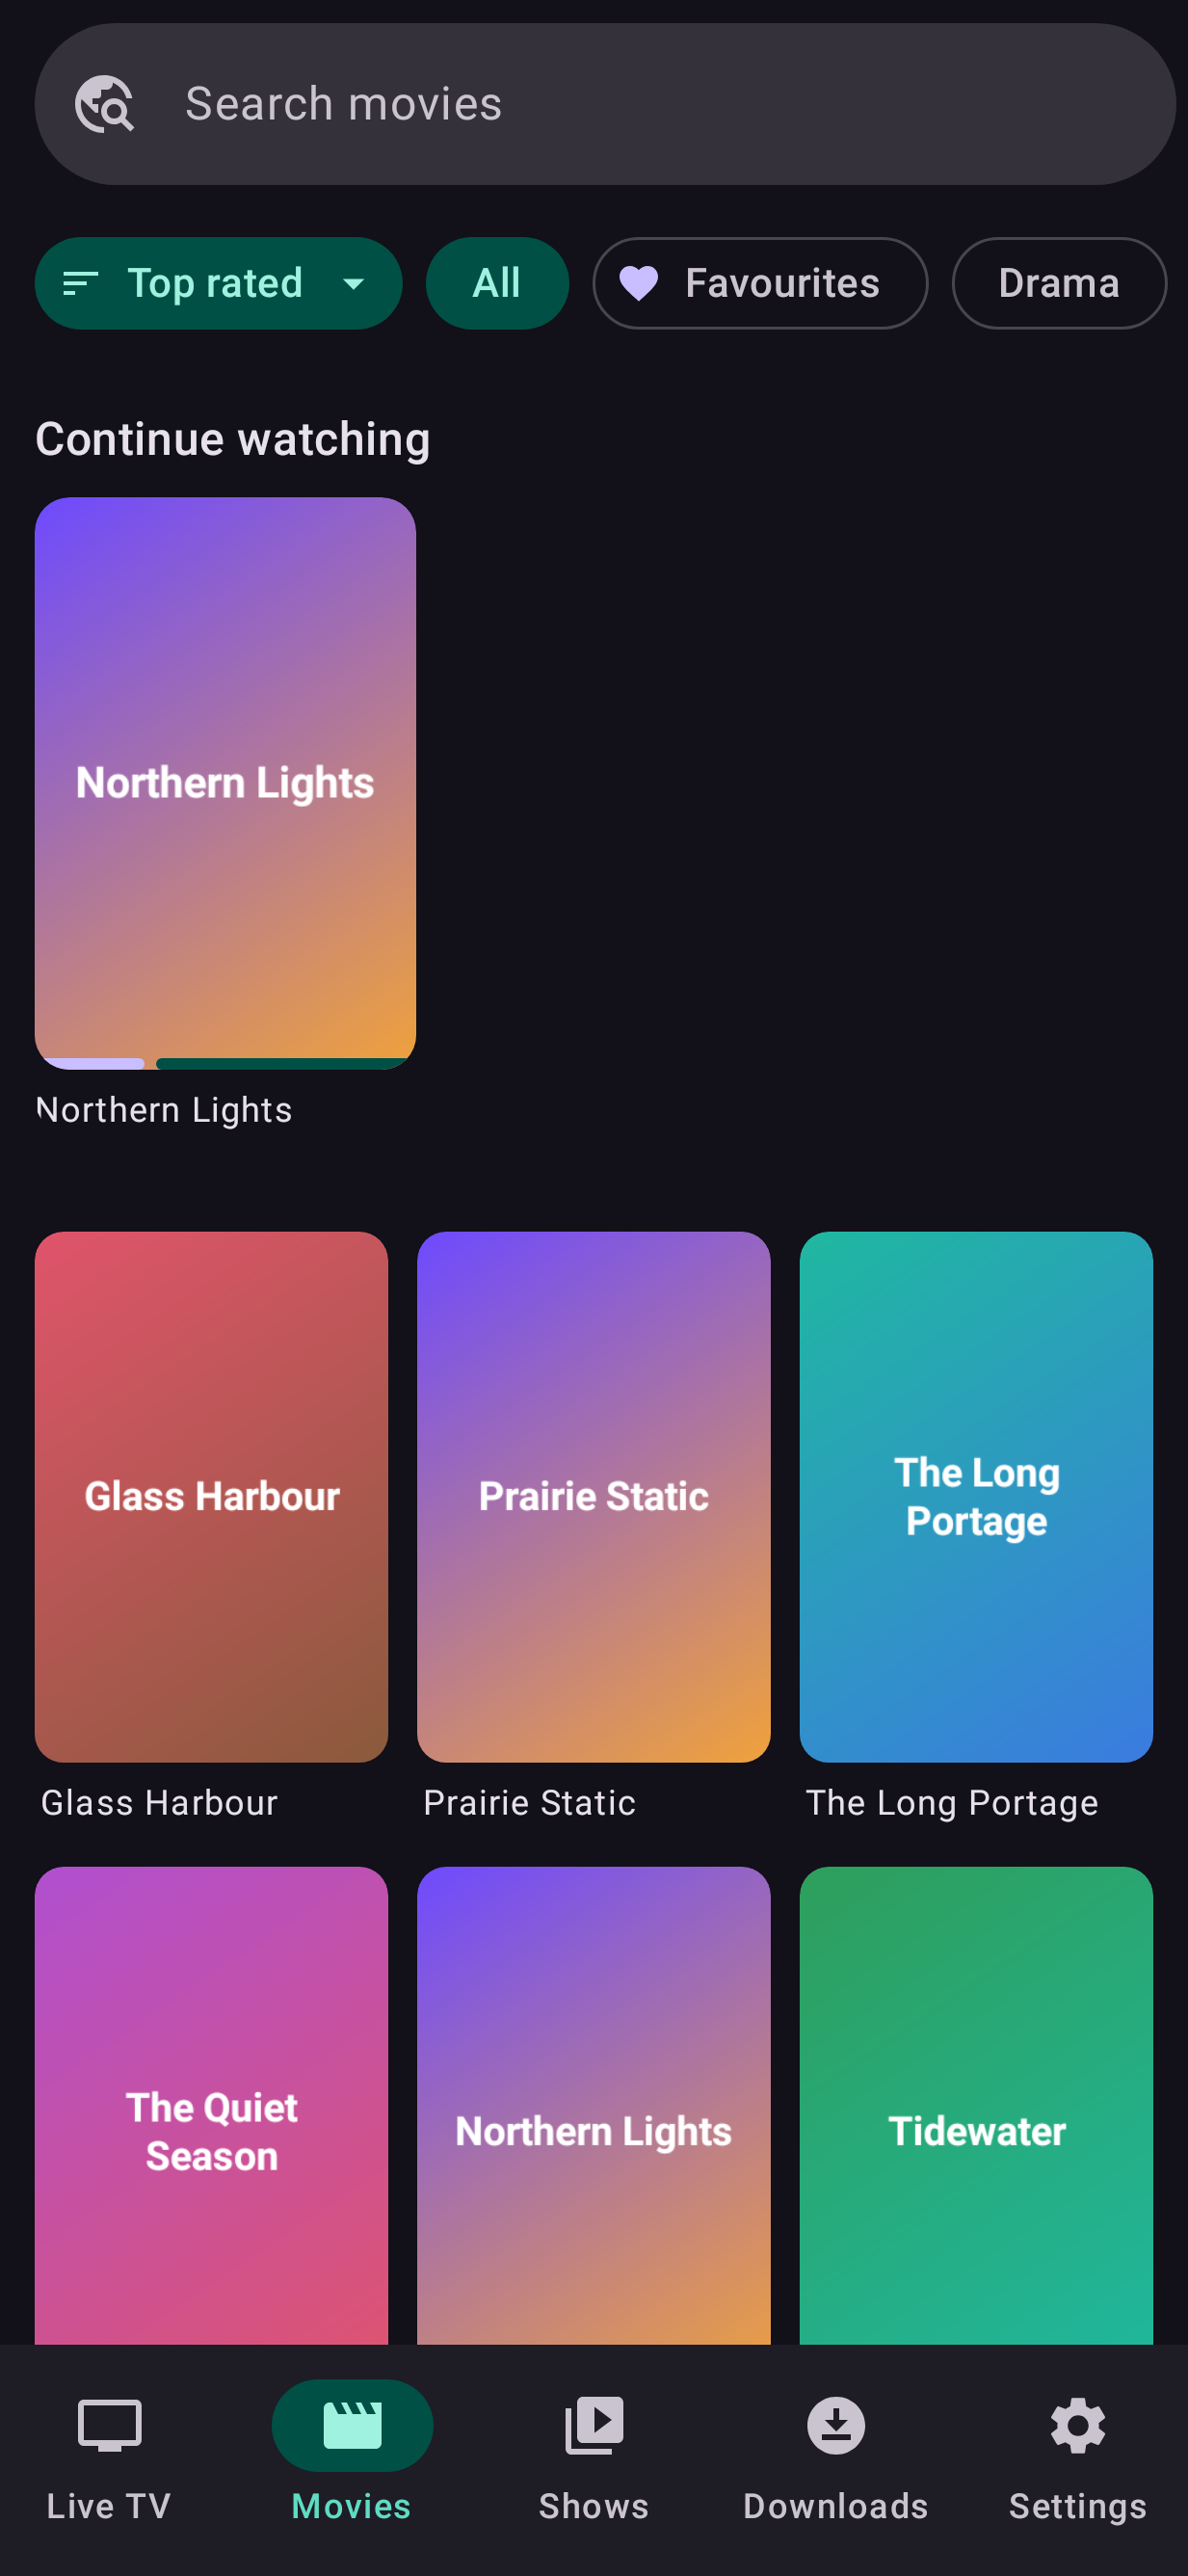 Search movies
Top rated
All
Favourites
Drama
Continue watching
Northern Lights
Northern Lights
Glass Harbour
Prairie Static
The Long
Portage
Glass Harbour
Prairie Static
The Long Portage
The Quiet
Season
Northern Lights
Tidewater
Live TV
Movies
Shows
Downloads
Settings